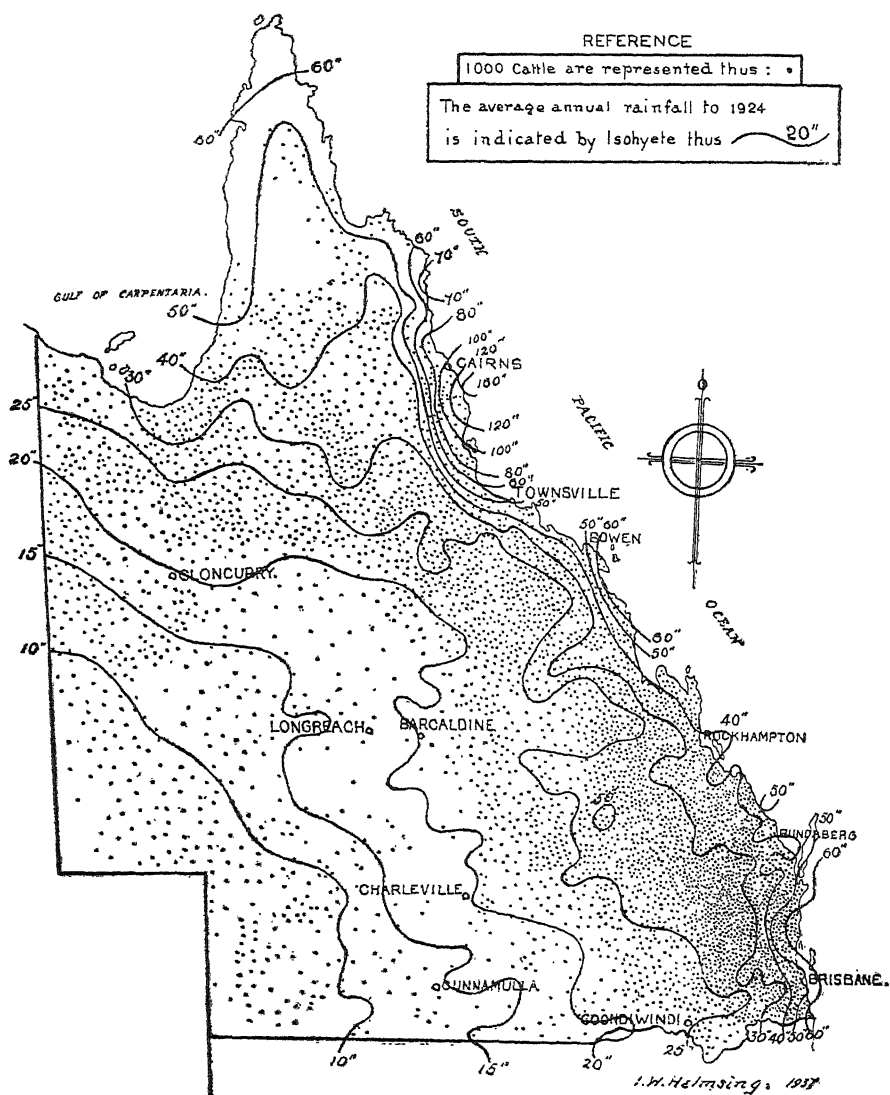 REFERENCE
1000 Cattle are represented thus : •
The average annual rainfall to 1924
is indicated by Isohyete thus 20"
60"
60"
SOUTH
60"
70"
GULF OF CARPENTARIA.
70"
50"
80"
100"
120"
40"
CAIRNS
30"
160"
25"
PACIFIC
120"
100"
20"
80"
60"
TOWNSVILLE
50"
50" 60"
BOWEN
15"
CLONCURRY
OCEAN
60"
50"
10"
40"
LONGREACH
BARCALDINE
ROCKHAMPTON
50"
30"
50"
BUNDABERG
60"
CHARLEVILLE
BRISBANE.
CUNNAMULLA
GOONDIWINDI
30" 40" 50" 60"
10"
15"
20"
25"
I.W. Helmsing. 1937